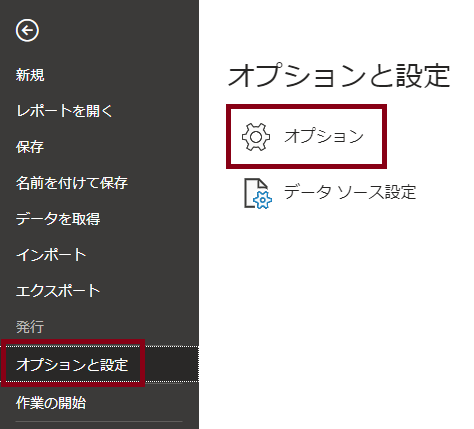 新規
レポートを開く
保存
名前を付けて保存
データを取得
インポート
エクスポート
発行
オプションと設定
作業の開始
オプションと設定
オプション
データ ソース設定